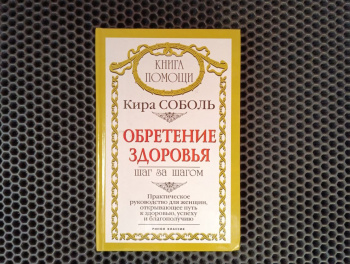 КНИГА
ПОМОЩИ
Кира СОБОЛЬ
ОБРЕТЕНИЕ
ЗДОРОВЬЯ
шаг за шагом
Практическое
руководство для женщин,
открывающее путь
к здоровью, успеху
и благополучию